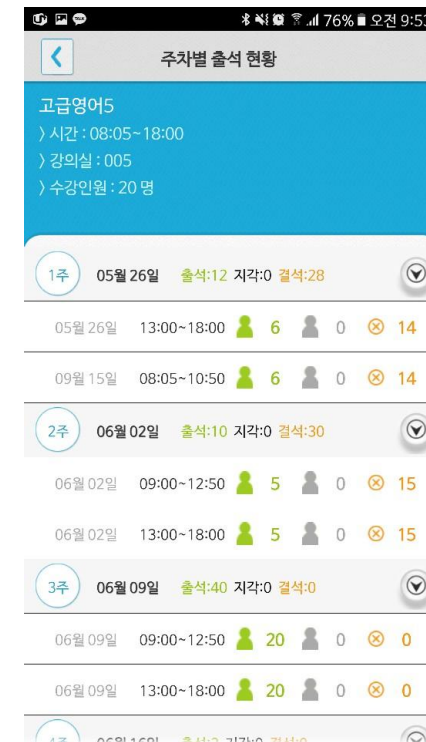 76% 오전 9:53
주차별 출석 현황
고급영어5
〉시간 : 08:05~18:00
〉강의실 : 005
〉수강인원 : 20 명
1주 05월 26일 출석:12 지각:0 결석:28
05월 26일 13:00~18:00 6 0 14
09월 15일 08:05~10:50 6 0 14
2주 06월 02일 출석:10 지각:0 결석:30
06월 02일 09:00~12:50 5 0 15
06월 02일 13:00~18:00 5 0 15
3주 06월 09일 출석:40 지각:0 결석:0
06월 09일 09:00~12:50 20 0 0
06월 09일 13:00~18:00 20 0 0
06월 16일